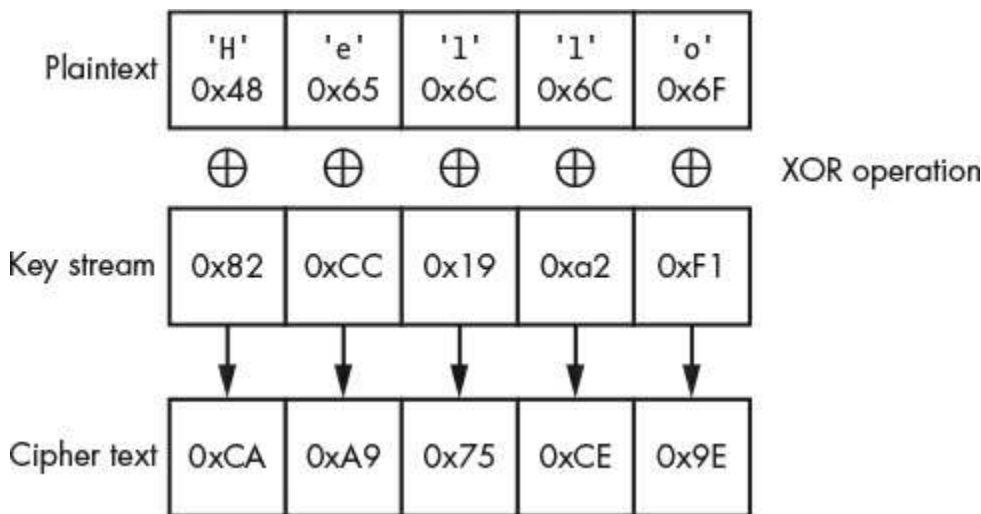 Plaintext
'H' 'e' 'l' 'l' 'o'
0x48 0x65 0x6C 0x6C 0x6F
⊕ ⊕ ⊕ ⊕ ⊕ XOR operation
Key stream 0x82 0xCC 0x19 0xa2 0xF1
Cipher text 0xCA 0xA9 0x75 0xCE 0x9E